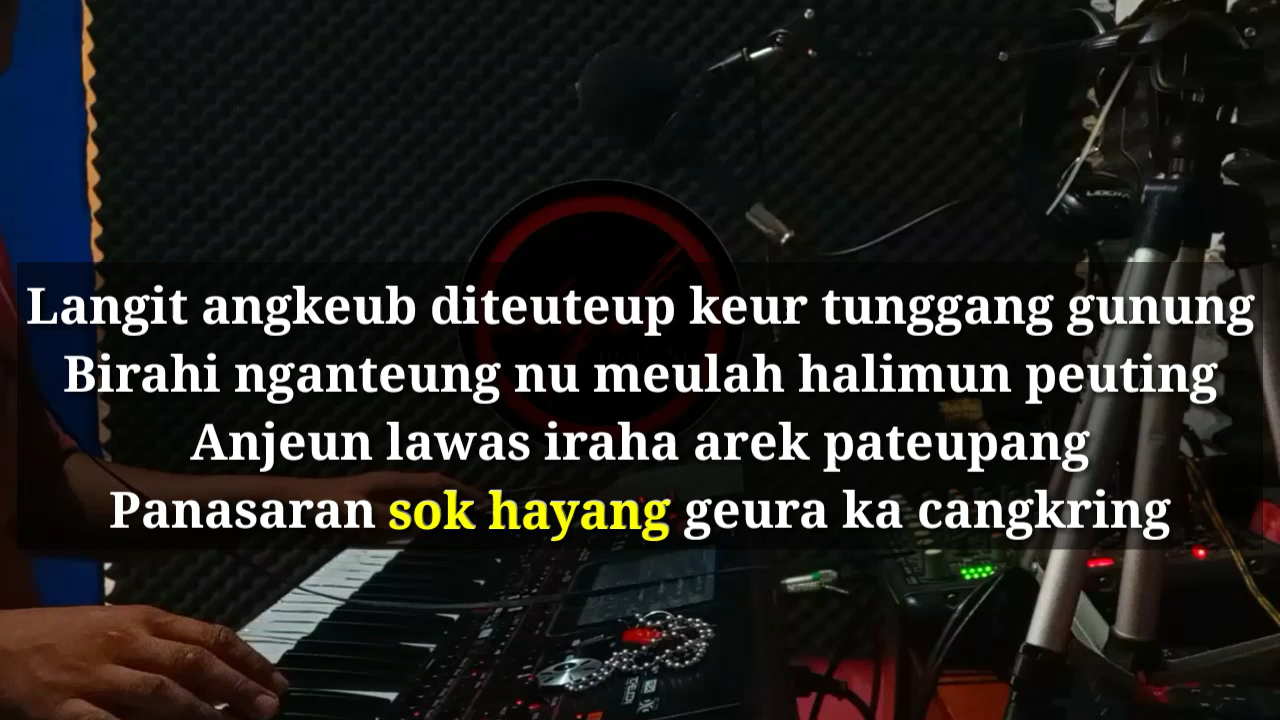 Langit angkeub diteuteup keur tunggang gunung
Birahi nganteung nu meulah halimun peuting
Anjeun lawas iraha arek pateupang
Panasaran sok hayang geura ka cangkring